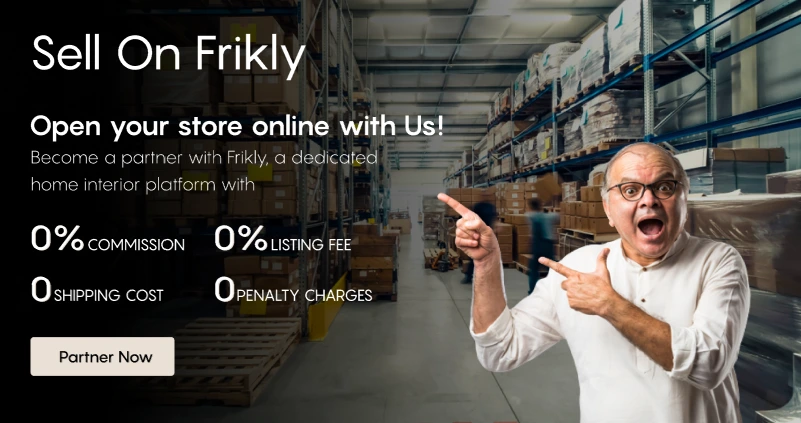 Sell On Frikly
Open your store online with Us!
Become a partner with Frikly, a dedicated
home interior platform with
0% COMMISSION 0% LISTING FEE
0 SHIPPING COST 0 PENALTY CHARGES
Partner Now